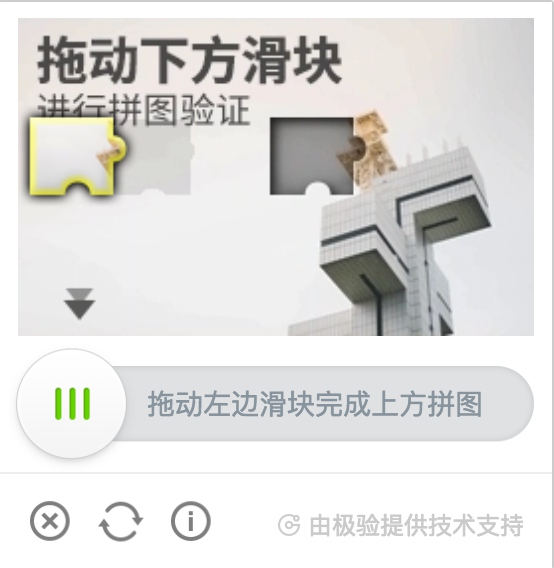 拖动下方滑块
进行拼图验证
拖动左边滑块完成上方拼图
由极验提供技术支持